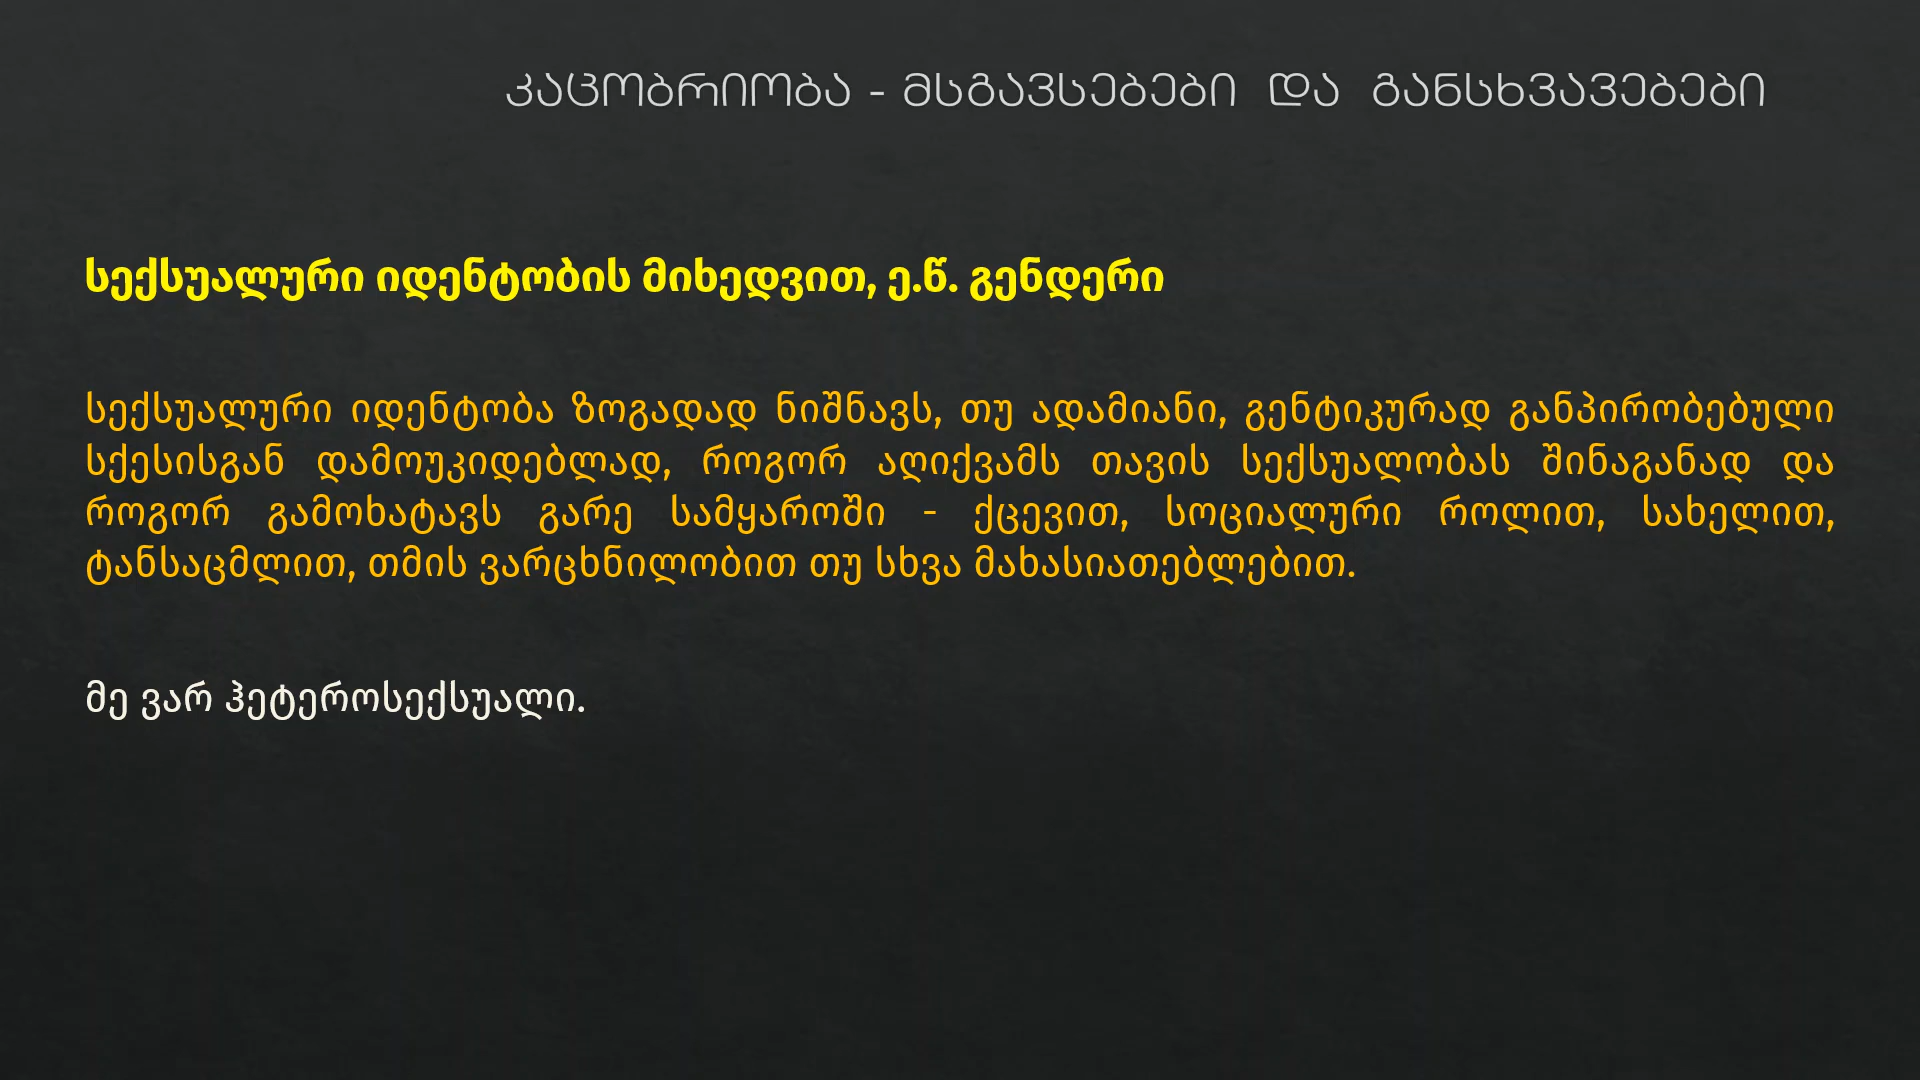 კაცობრიობა - მსგავსებები და განსხვავებები
სექსუალური იდენტობის მიხედვით, ე.წ. გენდერი
სექსუალური იდენტობა ზოგადად ნიშნავს, თუ ადამიანი, გენტიკურად განპირობებული
სქესისგან დამოუკიდებლად, როგორ აღიქვამს თავის სექსუალობას შინაგანად და
როგორ გამოხატავს გარე სამყაროში - ქცევით, სოციალური როლით, სახელით,
ტანსაცმლით, თმის ვარცხნილობით თუ სხვა მახასიათებლებით.
მე ვარ ჰეტეროსექსუალი.